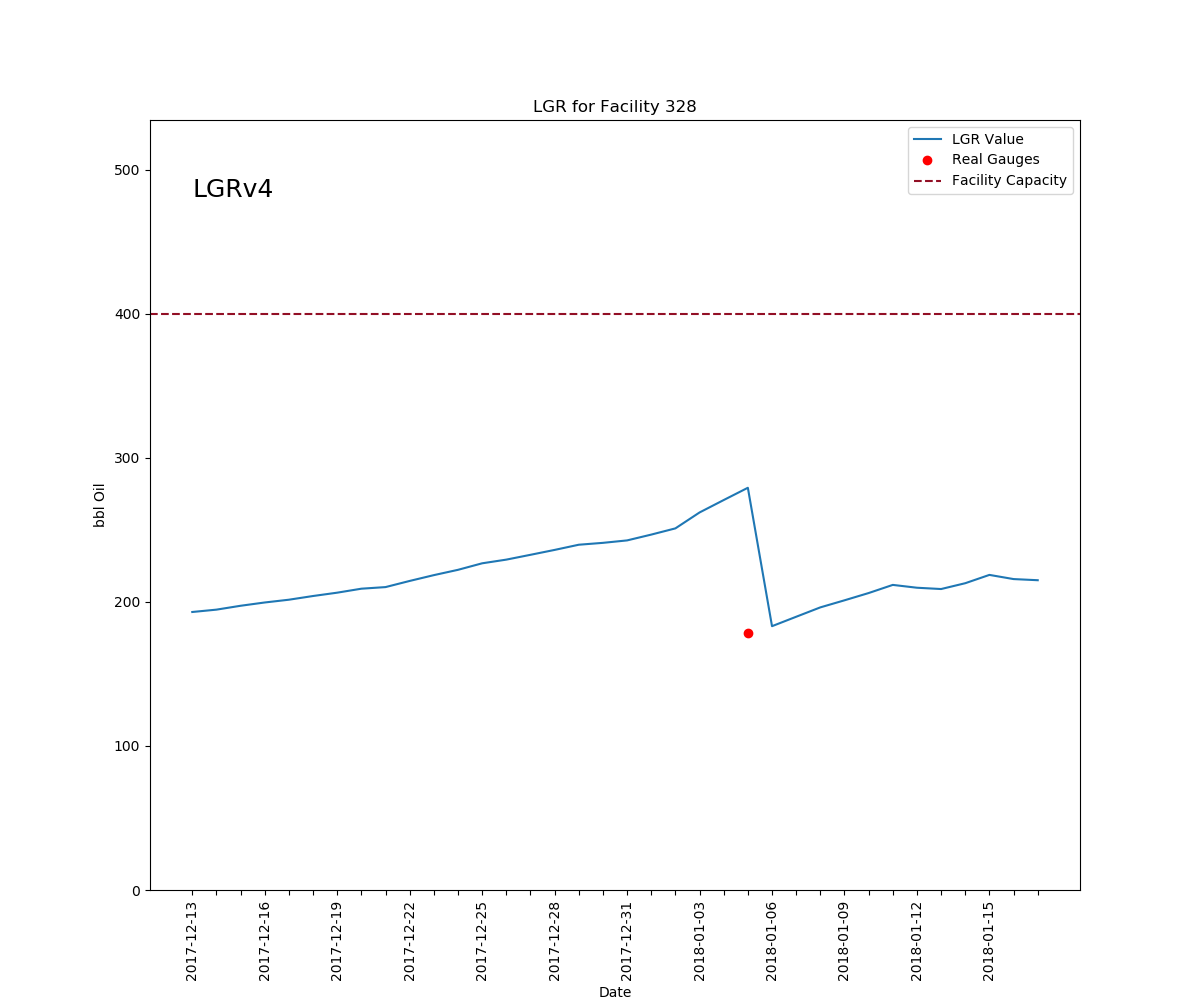 LGR for Facility 328
LGR Value
Real Gauges
Facility Capacity
LGRv4
500
400
300
200
100
0
bbl Oil
2017-12-13
2017-12-16
2017-12-19
2017-12-22
2017-12-25
2017-12-28
2017-12-31
2018-01-03
2018-01-06
2018-01-09
2018-01-12
2018-01-15
Date